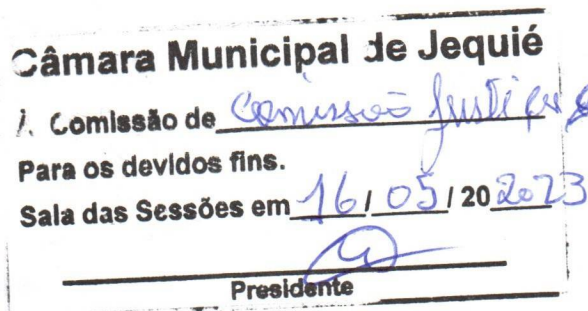 Câmara Municipal de Jequié
À Comissão de Comissão Justiça e
Para os devidos fins.
Sala das Sessões em 16/05/20 2023
Presidente